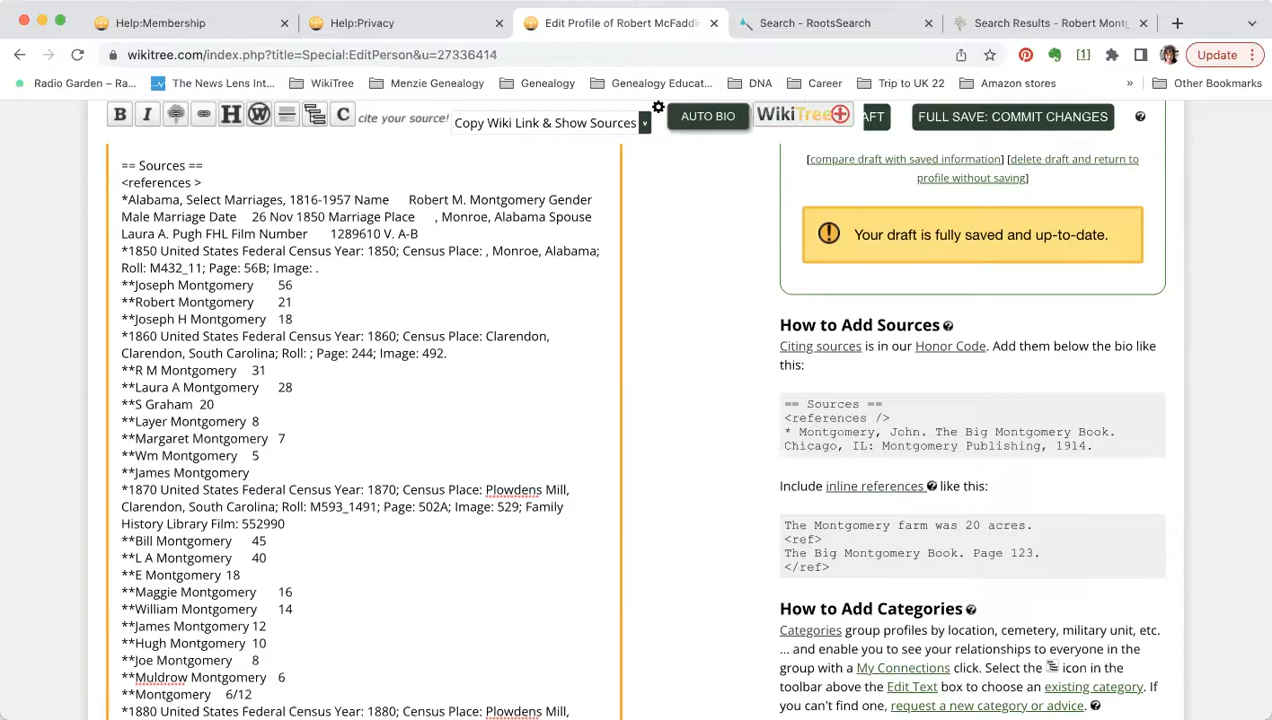 Help:Membership
Help:Privacy
Edit Profile of Robert McFaddin
Search - RootsSearch
Search Results - Robert Montg
wikitree.com/index.php?title=Special:EditPerson&u=27336414
Update
Radio Garden – Ra...
The News Lens Int...
WikiTree
Menzie Genealogy
Genealogy
Genealogy Educat...
DNA
Career
Trip to UK 22
Amazon stores
Other Bookmarks
B I H W C cite your source!
Copy Wiki Link & Show Sources
AUTO BIO
WikiTree
AFT
FULL SAVE: COMMIT CHANGES
== Sources ==
<references >
*Alabama, Select Marriages, 1816-1957 Name Robert M. Montgomery Gender
Male Marriage Date 26 Nov 1850 Marriage Place , Monroe, Alabama Spouse
Laura A. Pugh FHL Film Number 1289610 V. A-B
*1850 United States Federal Census Year: 1850; Census Place: , Monroe, Alabama;
Roll: M432_11; Page: 56B; Image: .
**Joseph Montgomery 56
**Robert Montgomery 21
**Joseph H Montgomery 18
*1860 United States Federal Census Year: 1860; Census Place: Clarendon,
Clarendon, South Carolina; Roll: ; Page: 244; Image: 492.
**R M Montgomery 31
**Laura A Montgomery 28
**S Graham 20
**Layer Montgomery 8
**Margaret Montgomery 7
**Wm Montgomery 5
**James Montgomery
*1870 United States Federal Census Year: 1870; Census Place: Plowdens Mill,
Clarendon, South Carolina; Roll: M593_1491; Page: 502A; Image: 529; Family
History Library Film: 552990
**Bill Montgomery 45
**L A Montgomery 40
**E Montgomery 18
**Maggie Montgomery 16
**William Montgomery 14
**James Montgomery 12
**Hugh Montgomery 10
**Joe Montgomery 8
**Muldrow Montgomery 6
**Montgomery 6/12
*1880 United States Federal Census Year: 1880; Census Place: Plowdens Mill,
[compare draft with saved information] [delete draft and return to
profile without saving]
Your draft is fully saved and up-to-date.
How to Add Sources
Citing sources is in our Honor Code. Add them below the bio like
this:
== Sources ==
<references />
* Montgomery, John. The Big Montgomery Book.
Chicago, IL: Montgomery Publishing, 1914.
Include inline references like this:
The Montgomery farm was 20 acres.
<ref>
The Big Montgomery Book. Page 123.
</ref>
How to Add Categories
Categories group profiles by location, cemetery, military unit, etc.
... and enable you to see your relationships to everyone in the
group with a My Connections click. Select the icon in the
toolbar above the Edit Text box to choose an existing category. If
you can't find one, request a new category or advice.